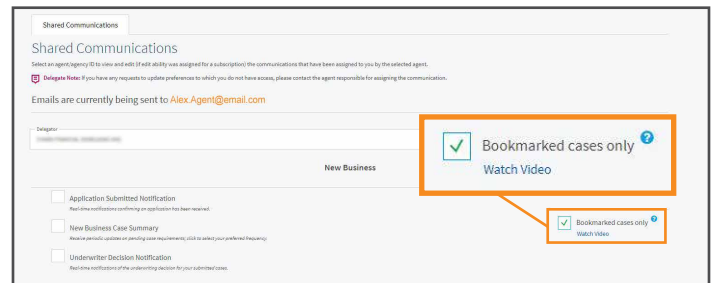 Shared Communications
Shared Communications
Select an agent/agency ID to view and edit (if edit ability was assigned for a subscription) the communications that have been assigned to you by the selected agent.
Delegate Note: If you have any requests to update preferences to which you do not have access, please contact the agent responsible for assigning the communication.
Emails are currently being sent to Alex.Agent@email.com
Delegator
Bookmarked cases only ?
Watch Video
New Business
Application Submitted Notification
Real-time notifications confirming an application has been received.
New Business Case Summary
Receive periodic updates on pending case requirements; click to select your preferred frequency.
Bookmarked cases only ?
Watch Video
Underwriter Decision Notification
Real-time notifications of the underwriting decision for your submitted cases.